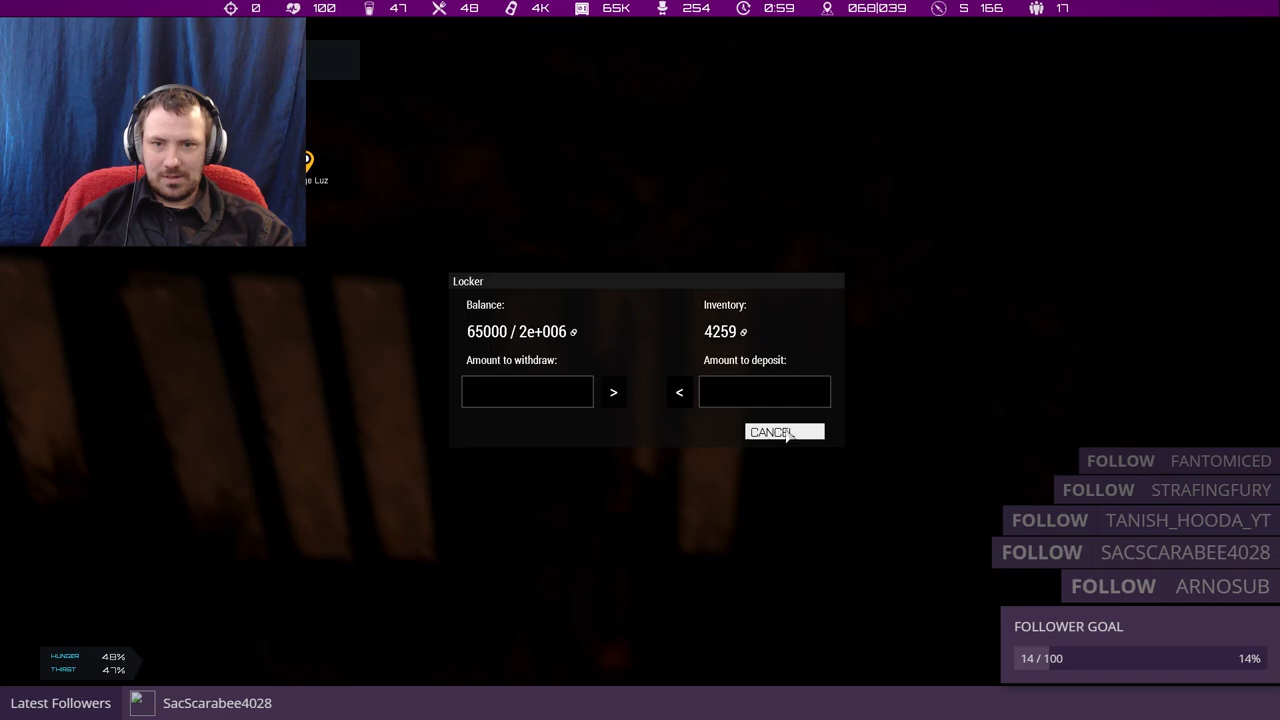 0 100 47 48 4K 65K 254 0:59 068|039 S 166 17
ge Luz
Locker
Balance:
Inventory:
65000 / 2e+006
4259
Amount to withdraw:
Amount to deposit:
>
<
CANCEL
FOLLOW FANTOMICED
FOLLOW STRAFINGFURY
FOLLOW TANISH_HOODA_YT
FOLLOW SACSCARABEE4028
FOLLOW ARNOSUB
FOLLOWER GOAL
14 / 100 14%
HUNGER 48%
THIRST 47%
Latest Followers SacScarabee4028